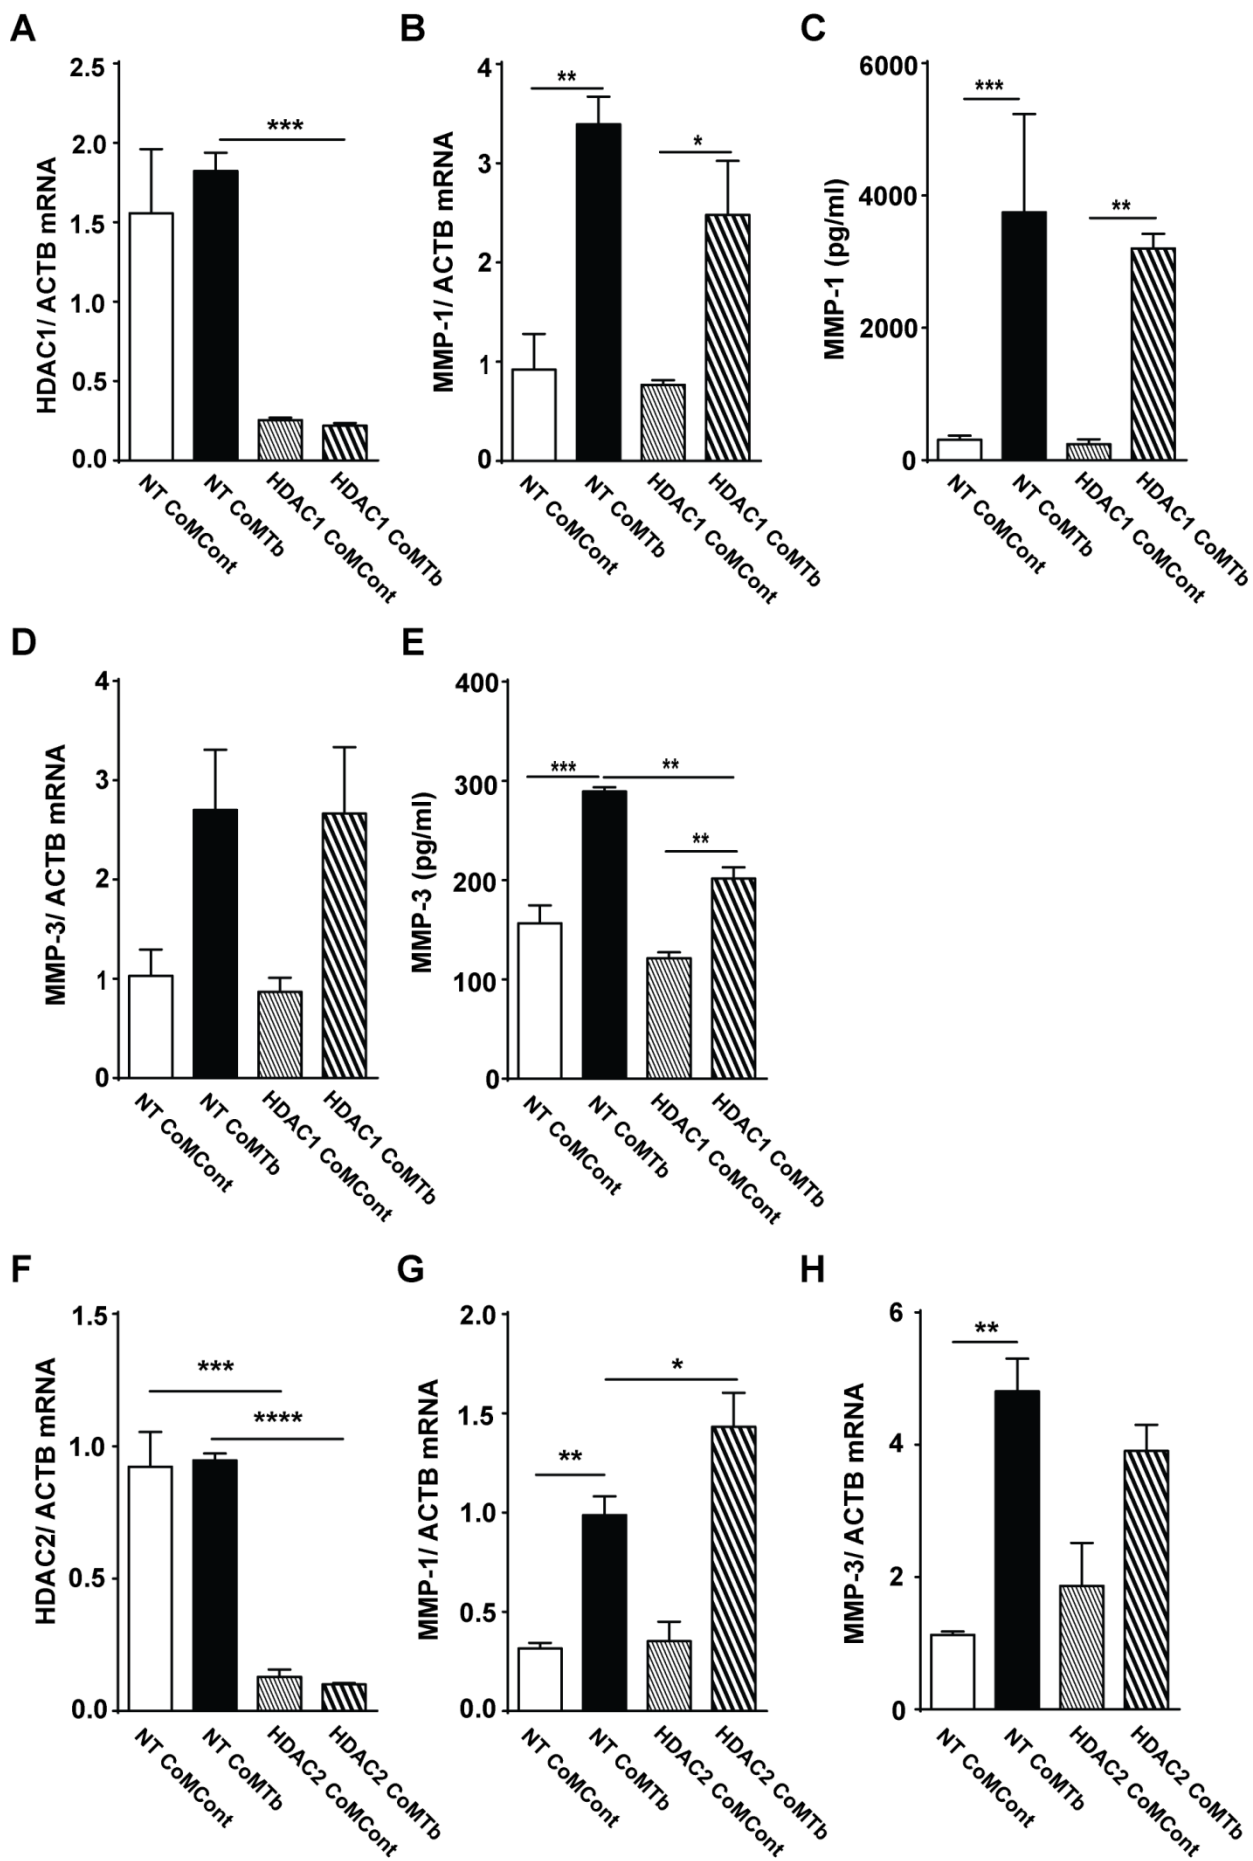 A
HDAC1/ ACTB mRNA
2.5
2.0
1.5
1.0
0.5
0.0
***
NT CoMCont
NT CoMTb
HDAC1 CoMCont
HDAC1 CoMTb
B
MMP-1/ ACTB mRNA
4
3
2
1
0
**
*
NT CoMCont
NT CoMTb
HDAC1 CoMCont
HDAC1 CoMTb
C
MMP-1 (pg/ml)
6000
4000
2000
0
***
**
NT CoMCont
NT CoMTb
HDAC1 CoMCont
HDAC1 CoMTb
D
MMP-3/ ACTB mRNA
4
3
2
1
0
NT CoMCont
NT CoMTb
HDAC1 CoMCont
HDAC1 CoMTb
E
MMP-3 (pg/ml)
400
300
200
100
0
***
**
**
NT CoMCont
NT CoMTb
HDAC1 CoMCont
HDAC1 CoMTb
F
HDAC2/ ACTB mRNA
1.5
1.0
0.5
0.0
***
****
NT CoMCont
NT CoMTb
HDAC2 CoMCont
HDAC2 CoMTb
G
MMP-1/ ACTB mRNA
2.0
1.5
1.0
0.5
0.0
*
**
NT CoMCont
NT CoMTb
HDAC2 CoMCont
HDAC2 CoMTb
H
MMP-3/ ACTB mRNA
6
4
2
0
**
NT CoMCont
NT CoMTb
HDAC2 CoMCont
HDAC2 CoMTb